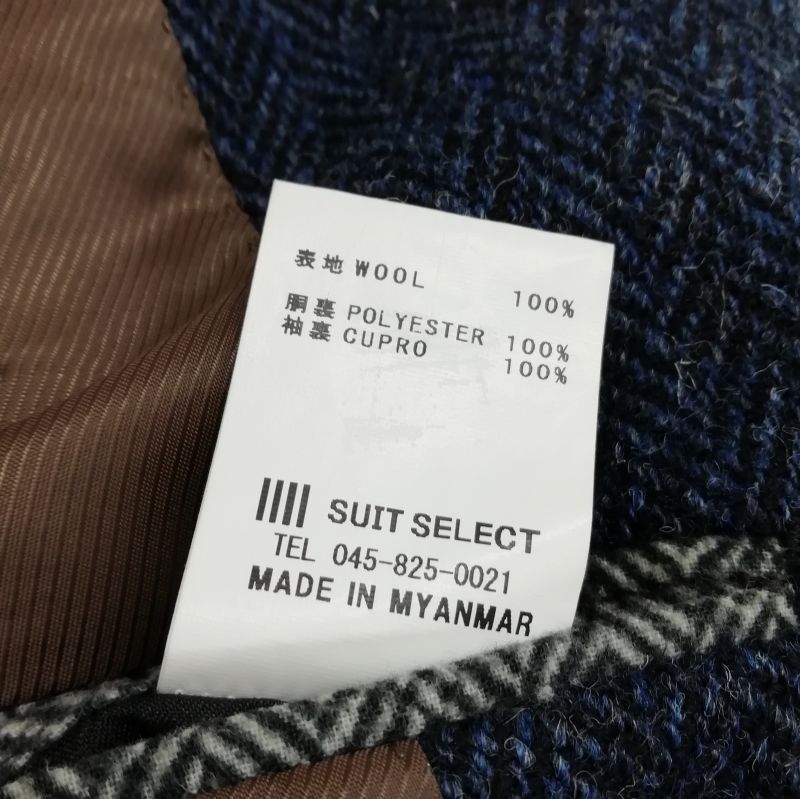 表地 WOOL 100%
胴裏 POLYESTER 100%
袖裏 CUPRO 100%
SUIT SELECT
TEL 045-825-0021
MADE IN MYANMAR